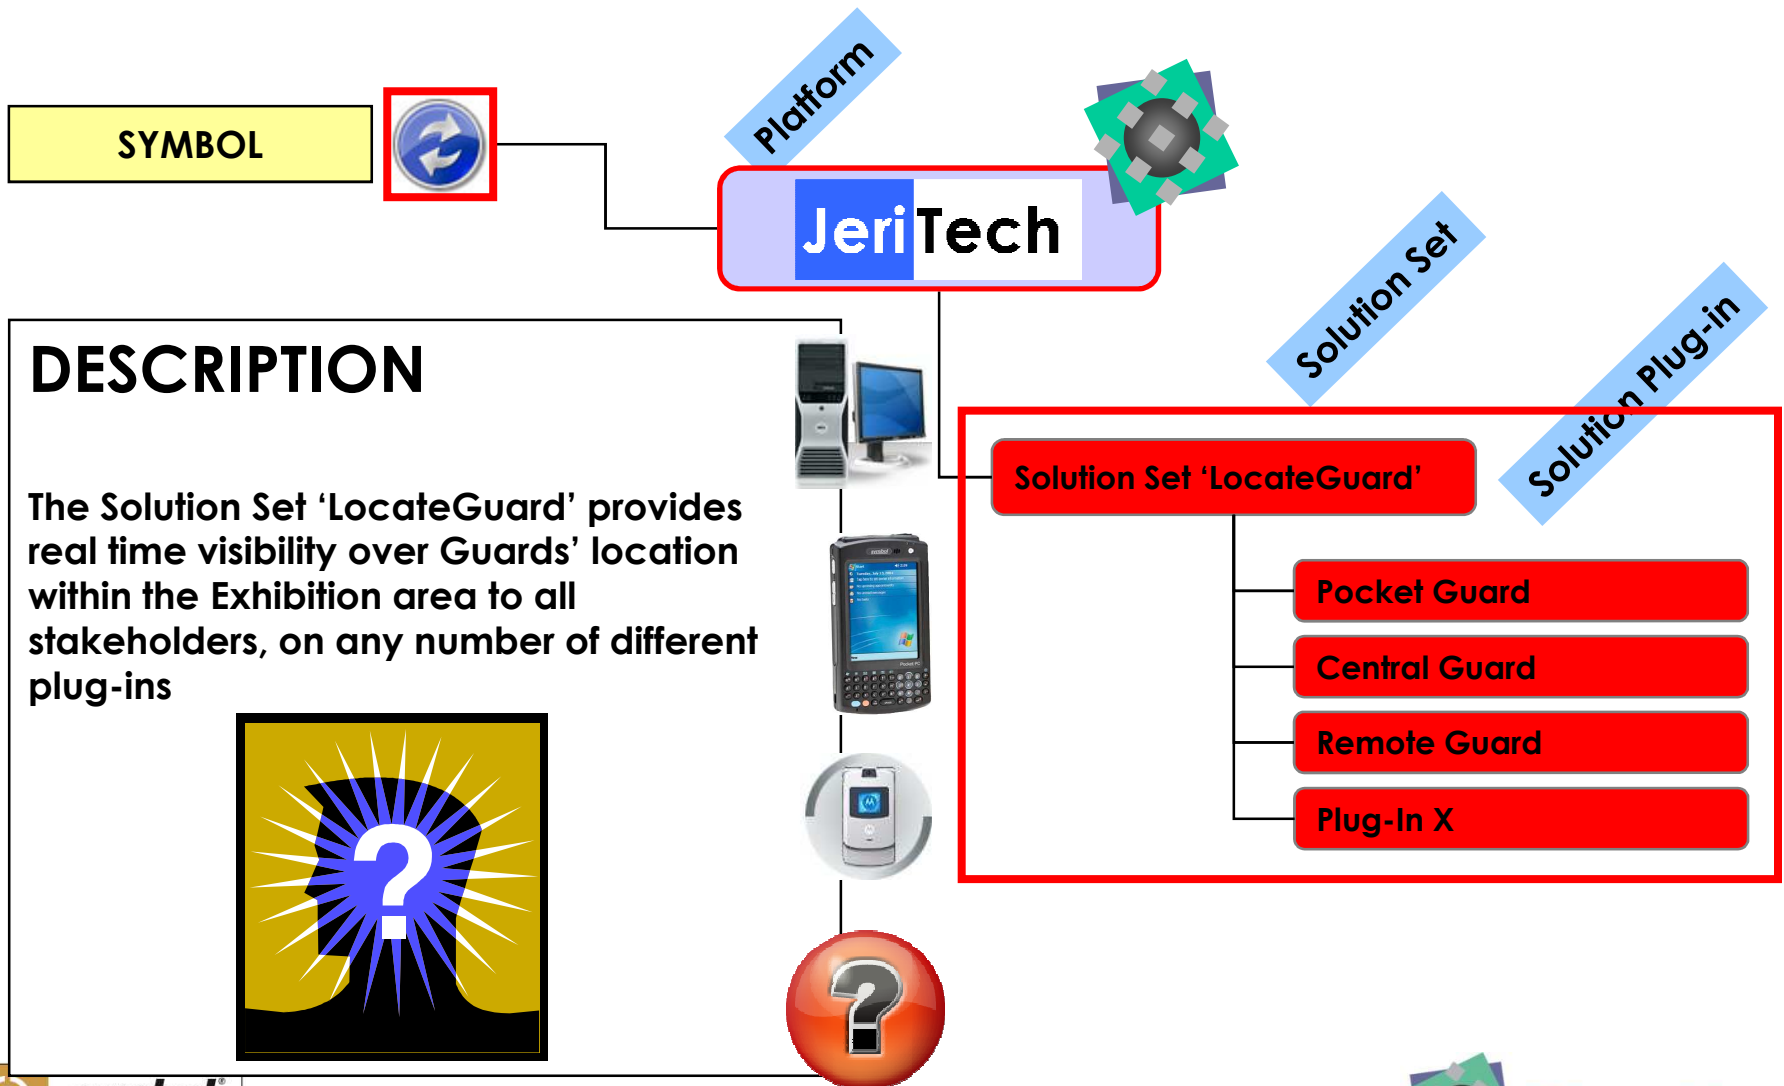 Platform
SYMBOL
JeriTech
Solution Set
Solution Plug-in
DESCRIPTION
The Solution Set ‘LocateGuard’ provides
real time visibility over Guards’ location
within the Exhibition area to all
stakeholders, on any number of different
plug-ins
Solution Set ‘LocateGuard’
Pocket Guard
Central Guard
Remote Guard
Plug-In X
?
?